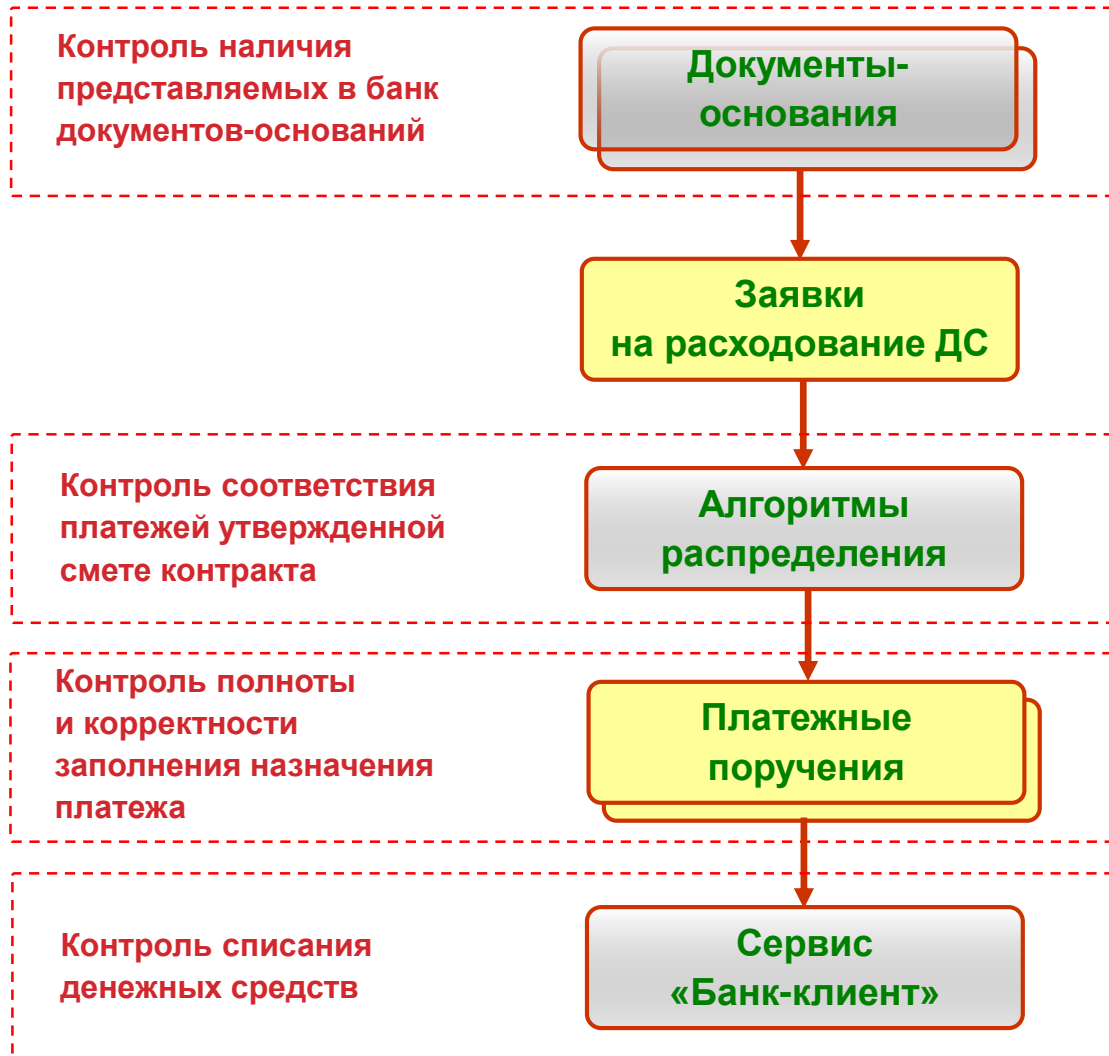 Контроль наличия
представляемых в банк
документов-оснований
Документы-
основания
Заявки
на расходование ДС
Контроль соответствия
платежей утвержденной
смете контракта
Алгоритмы
распределения
Контроль полноты
и корректности
заполнения назначения
платежа
Платежные
поручения
Контроль списания
денежных средств
Сервис
«Банк-клиент»